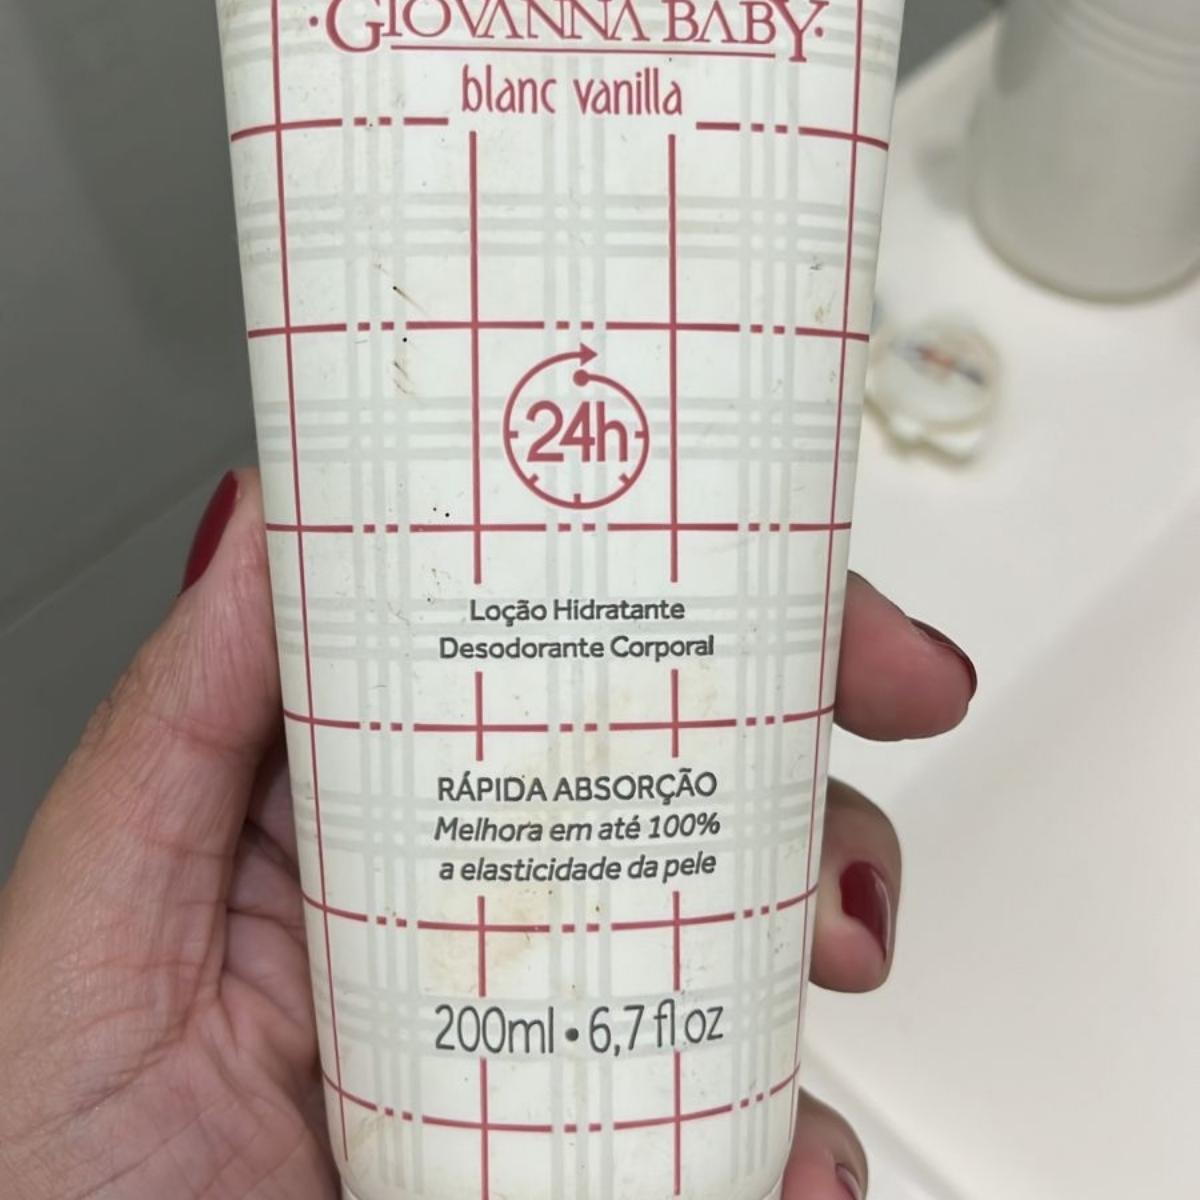 ·GIOVANNA BABY·
blanc vanilla
24h
Loção Hidratante
Desodorante Corporal
RÁPIDA ABSORÇÃO
Melhora em até 100%
a elasticidade da pele
200ml • 6,7 fl oz